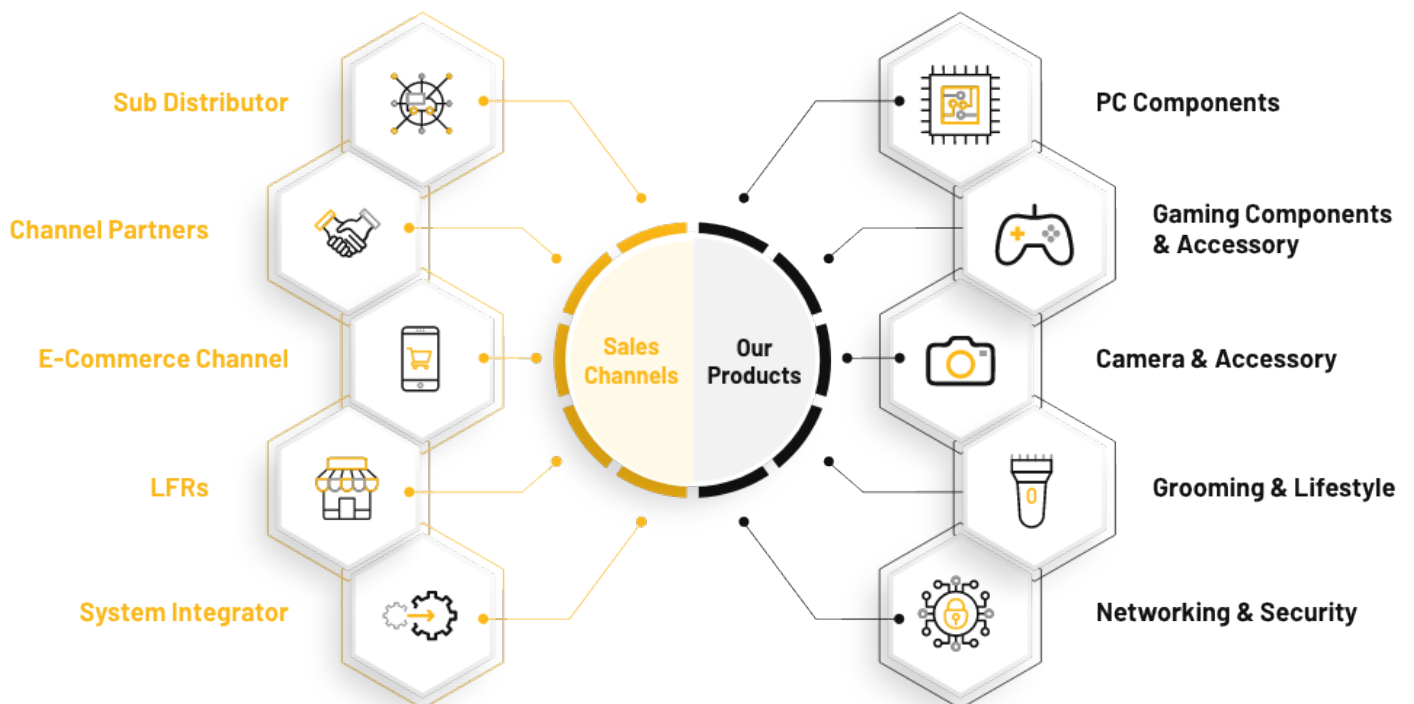 Sub Distributor
Channel Partners
E-Commerce Channel
LFRs
System Integrator
Sales
Channels
Our
Products
PC Components
Gaming Components
& Accessory
Camera & Accessory
Grooming & Lifestyle
Networking & Security